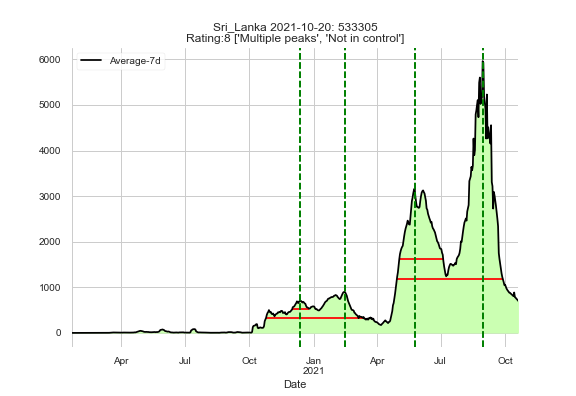 Sri_Lanka 2021-10-20: 533305
Rating:8 ['Multiple peaks', 'Not in control']
Average-7d
6000
5000
4000
3000
2000
1000
0
Apr Jul Oct Jan Apr Jul Oct
2021
Date